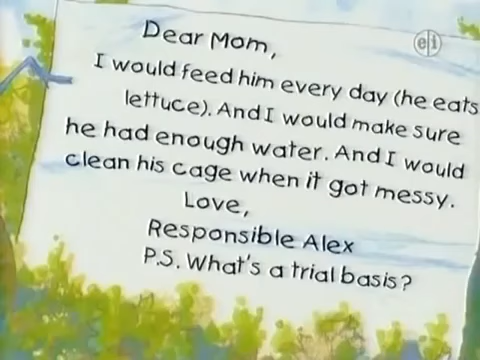 Dear Mom,
I would feed him every day (he eats
lettuce). And I would make sure
he had enough water. And I would
clean his cage when it got messy.
Love,
Responsible Alex
P.S. What's a trial basis?
e/i